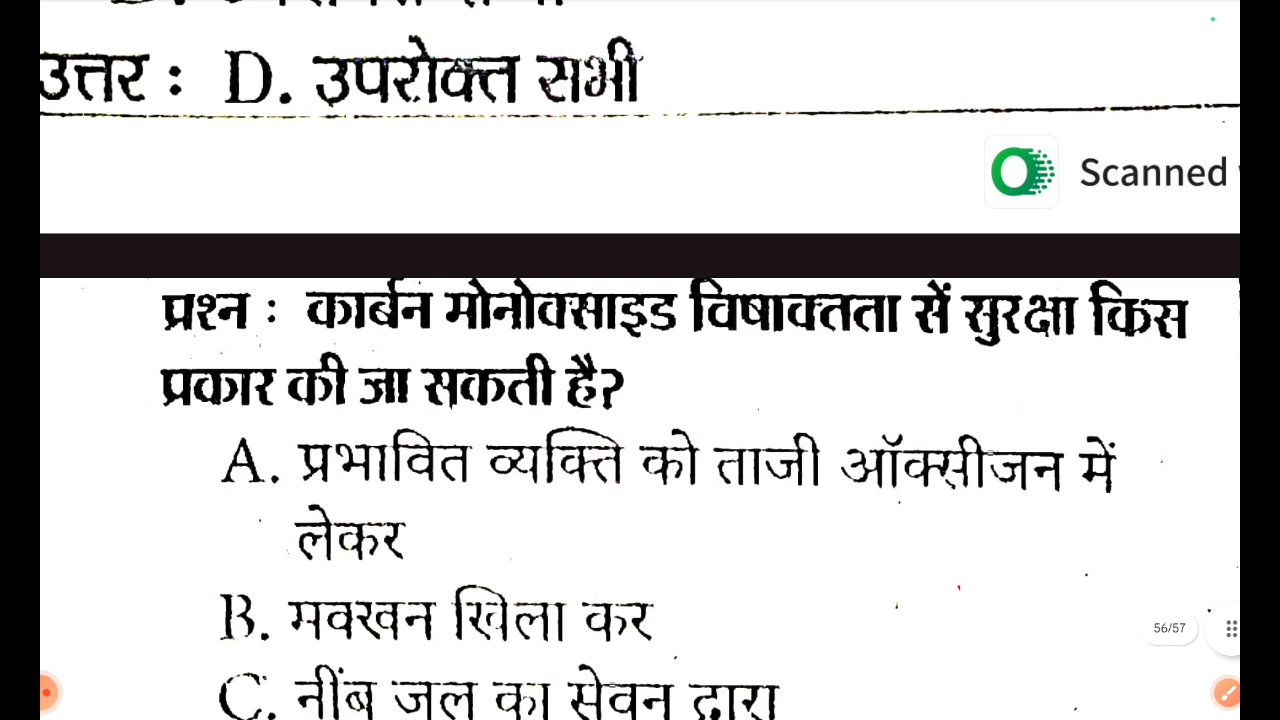 उत्तर : D. उपरोक्त सभी
Scanned
प्रश्न : कार्बन मोनोक्साइड विषाक्तता सें सुरक्षा किस
प्रकार की जा सकती है?
A. प्रभावित व्यक्ति को ताजी ऑक्सीजन में
लेकर
B. मक्खन खिला कर
56/57
C. नींबू जल का सेवन द्वारा